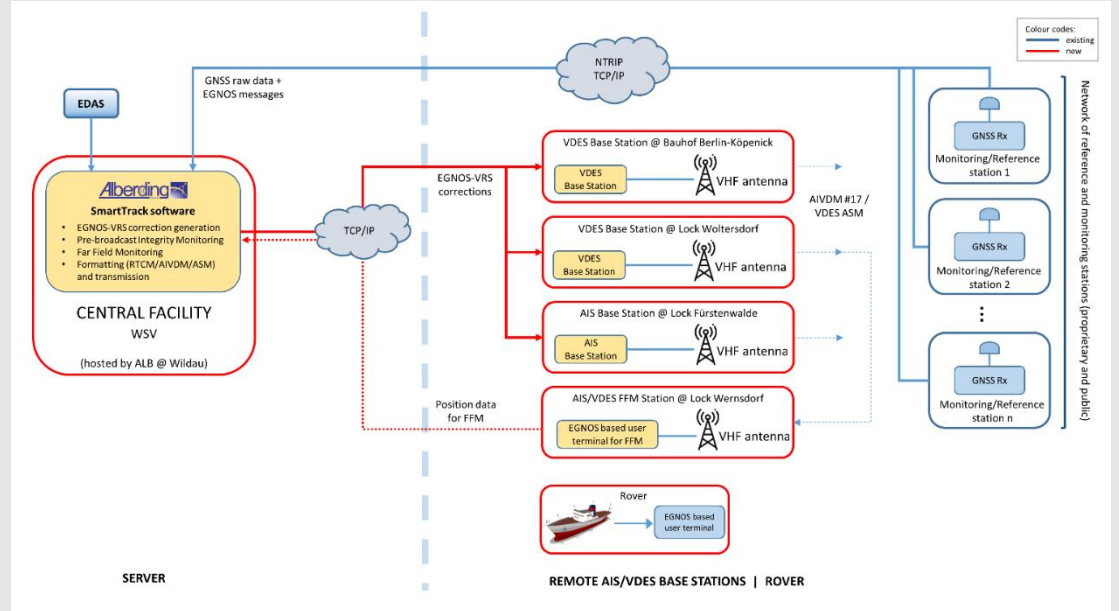 Colour codes:
existing
new
NTRIP
TCP/IP
GNSS raw data +
EGNOS messages
EDAS
Alberding
SmartTrack software
• EGNOS-VRS correction generation
• Pre-broadcast Integrity Monitoring
• Far Field Monitoring
• Formatting (RTCM/AIVDM/ASM)
and transmission
CENTRAL FACILITY
WSV
(hosted by ALB @ Wildau)
TCP/IP
EGNOS-VRS
corrections
Position data
for FFM
VDES Base Station @ Bauhof Berlin-Köpenick
VDES
Base Station
VHF antenna
VDES Base Station @ Lock Woltersdorf
VDES
Base Station
VHF antenna
AIS Base Station @ Lock Fürstenwalde
AIS
Base Station
VHF antenna
AIS/VDES FFM Station @ Lock Wernsdorf
EGNOS based user
terminal for FFM
VHF antenna
AIVDM #17 /
VDES ASM
Rover
EGNOS based
user terminal
GNSS Rx
Monitoring/Reference
station 1
GNSS Rx
Monitoring/Reference
station 2
⋮
GNSS Rx
Monitoring/Reference
station n
Network of reference and monitoring stations (proprietary and public)
SERVER
REMOTE AIS/VDES BASE STATIONS | ROVER